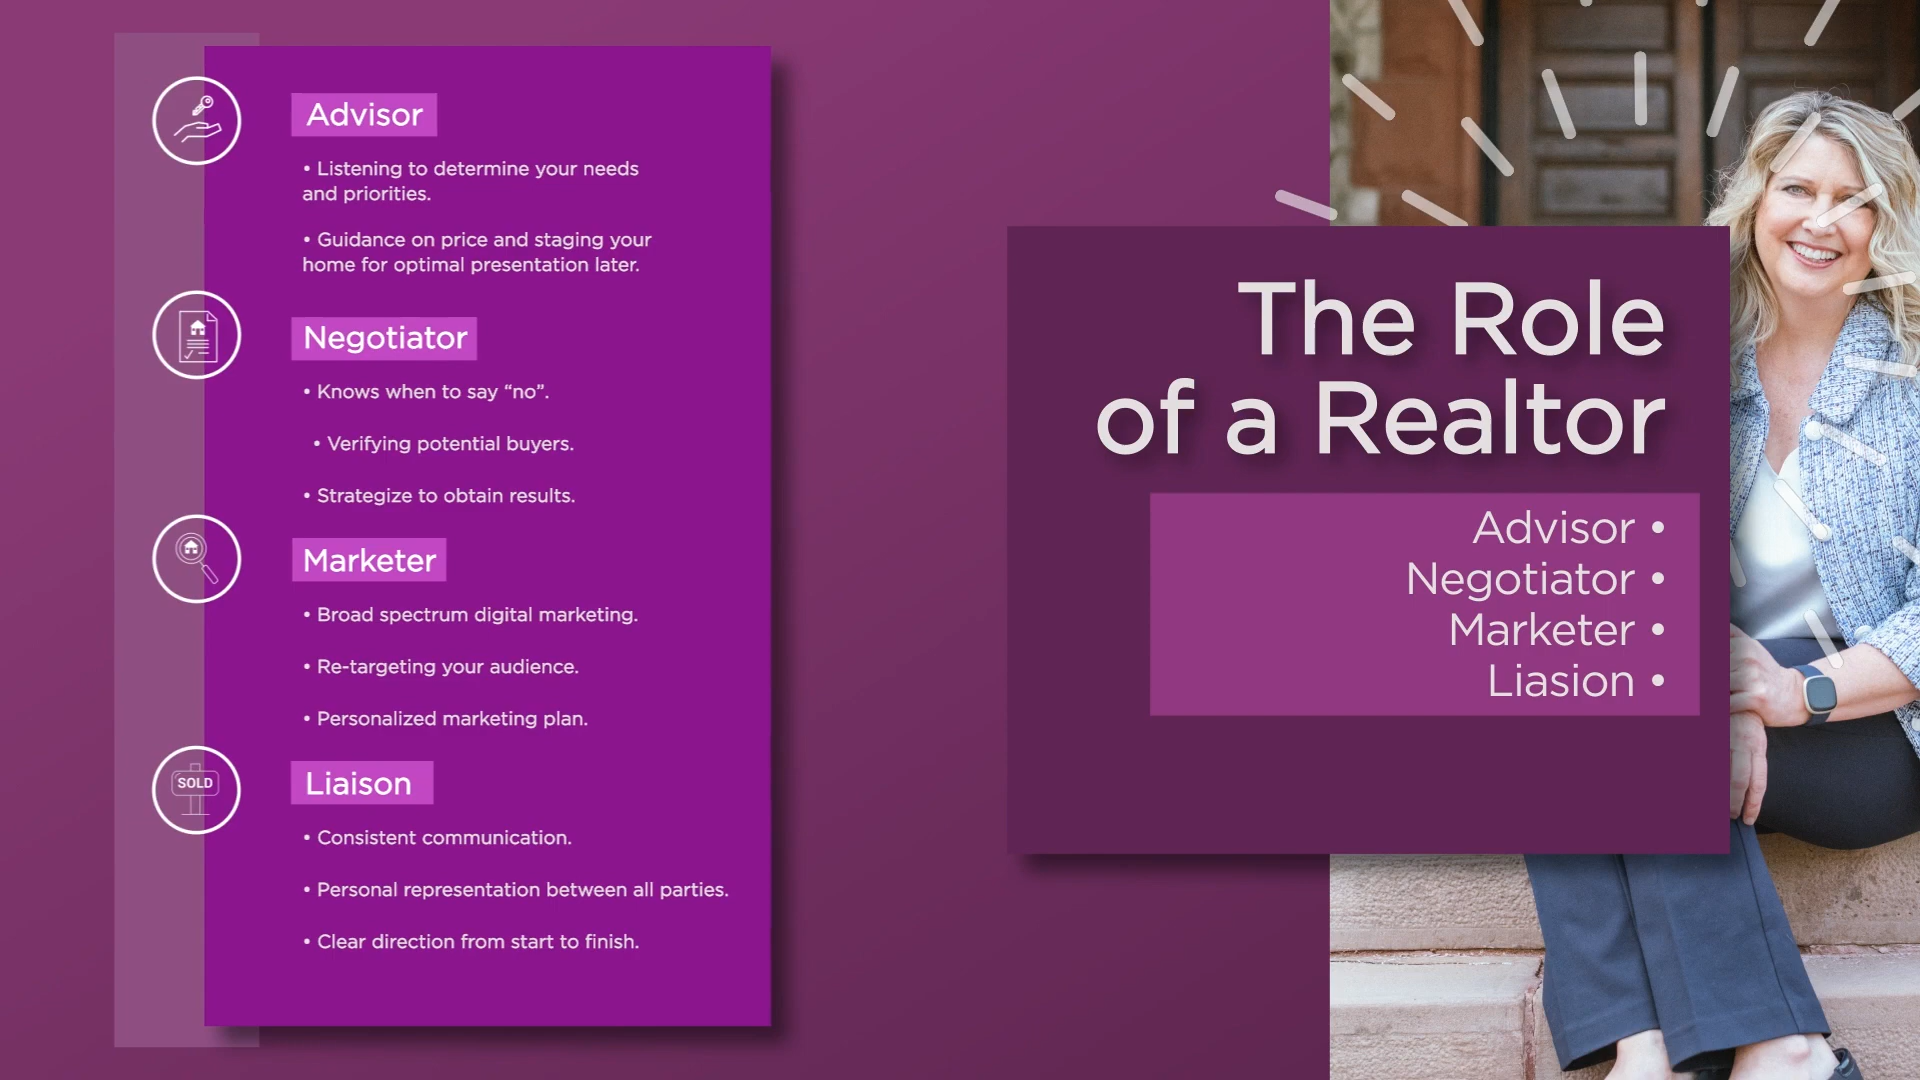 Advisor
• Listening to determine your needs
and priorities.
• Guidance on price and staging your
home for optimal presentation later.
Negotiator
• Knows when to say “no”.
• Verifying potential buyers.
• Strategize to obtain results.
Marketer
• Broad spectrum digital marketing.
• Re-targeting your audience.
• Personalized marketing plan.
SOLD
Liaison
• Consistent communication.
• Personal representation between all parties.
• Clear direction from start to finish.
The Role
of a Realtor
Advisor •
Negotiator •
Marketer •
Liasion •